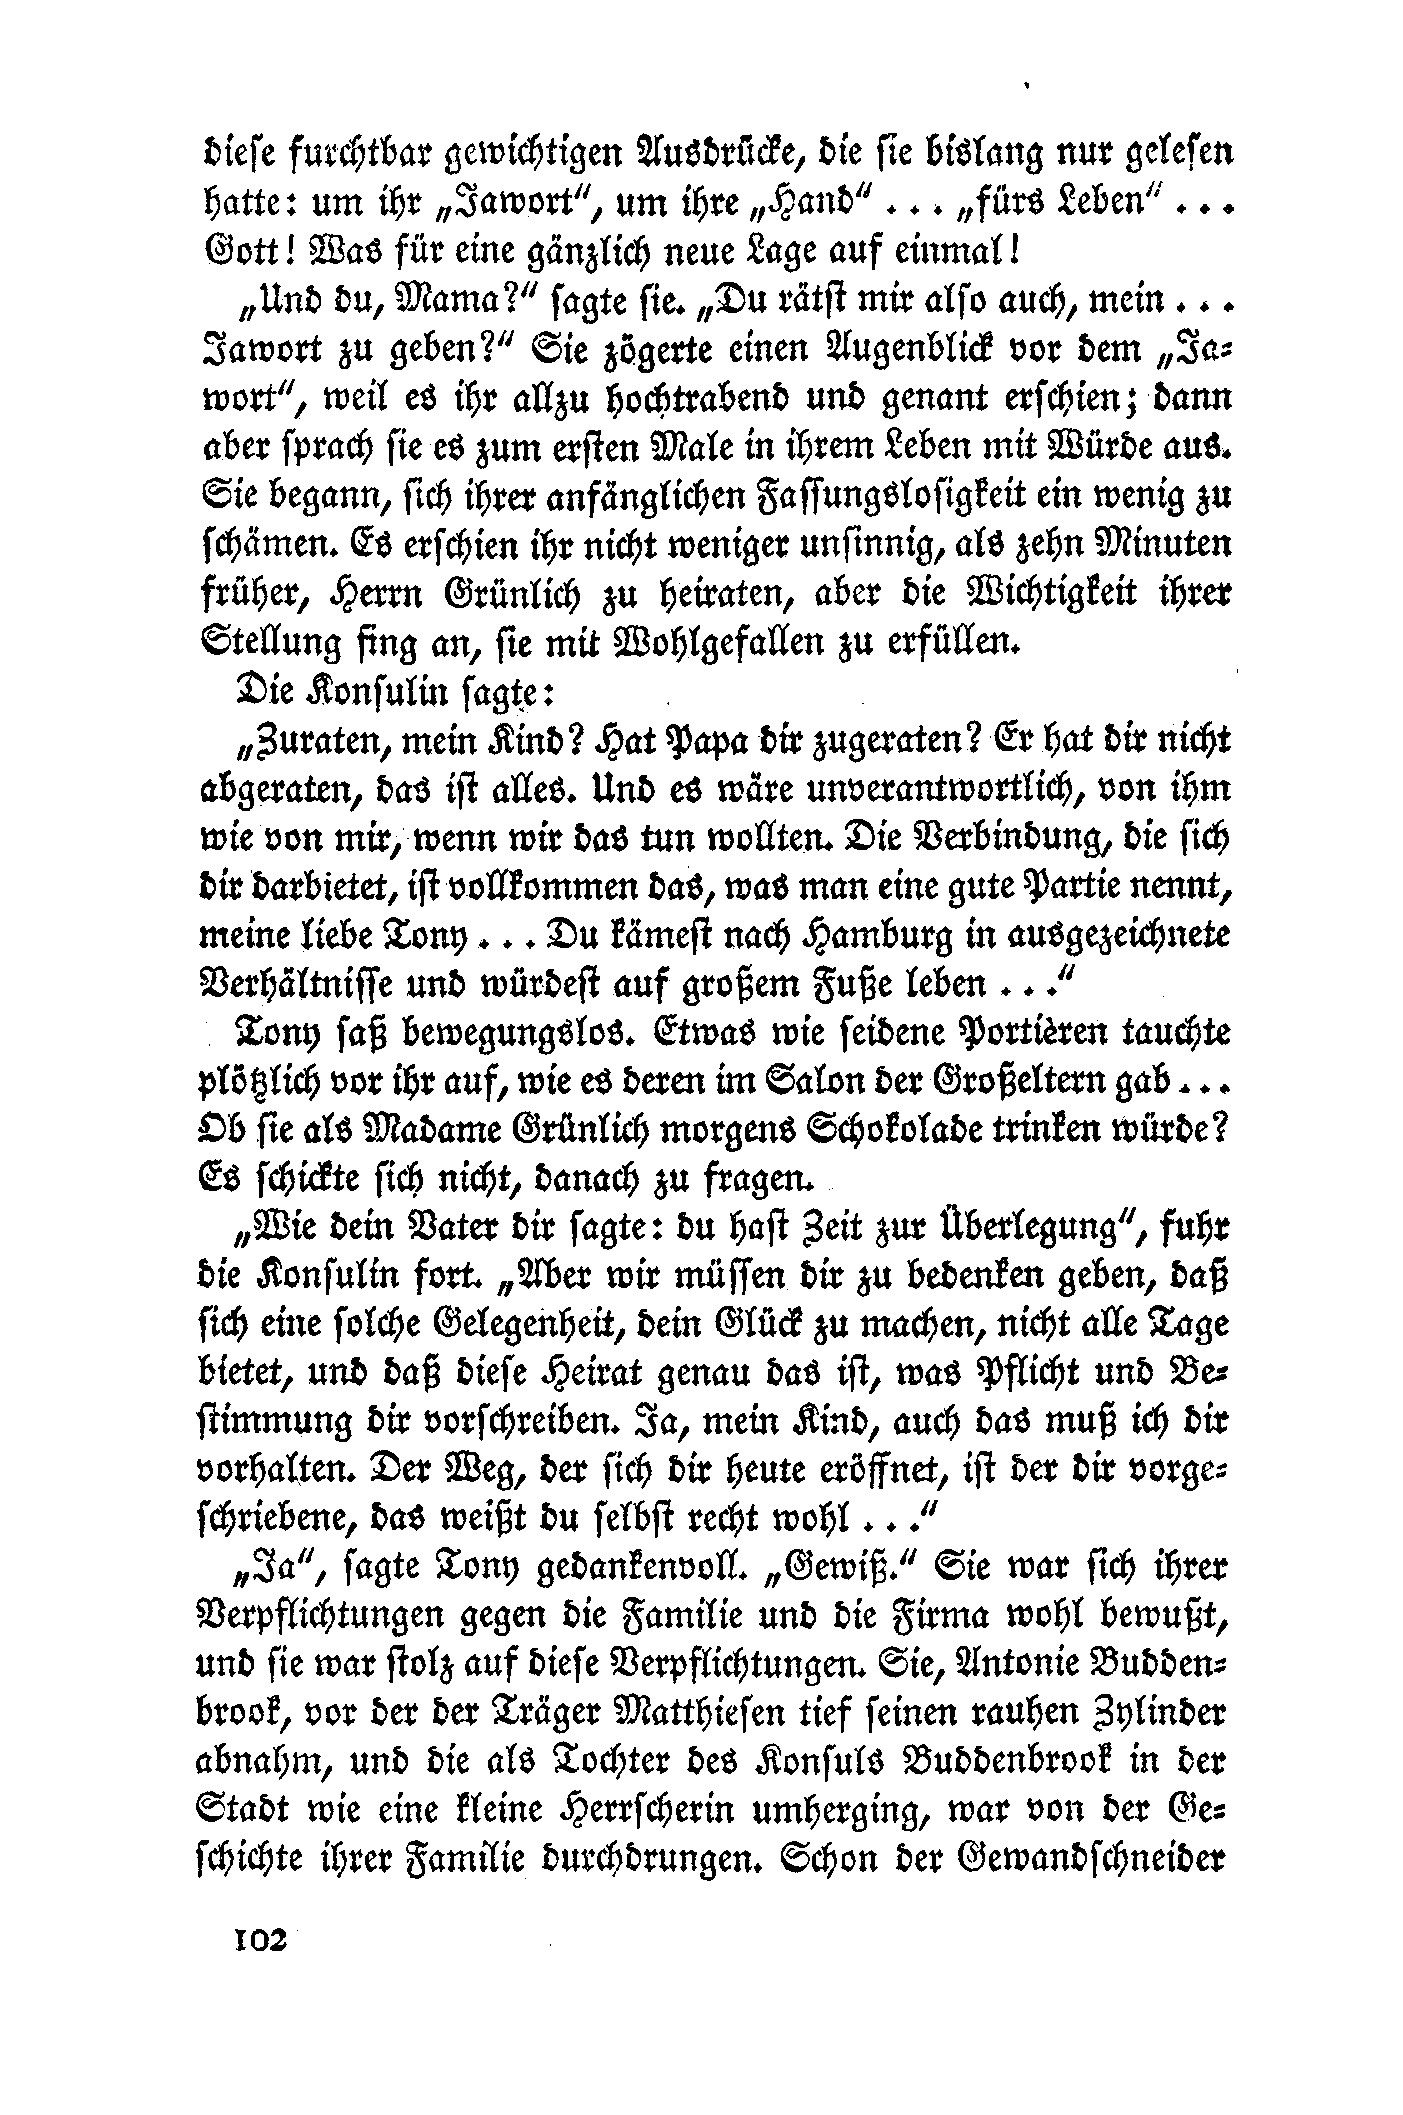 diese furchtbar gewichtigen Ausdrücke, die sie bislang nur gelesen
hatte: um ihr „Jawort“, um ihre „Hand“ . . . „fürs Leben“ . . .
Gott! Was für eine gänzlich neue Lage auf einmal!
„Und du, Mama?“ sagte sie. „Du rätst mir also auch, mein . . .
Jawort zu geben?“ Sie zögerte einen Augenblick vor dem „Ja-
wort“, weil es ihr allzu hochtrabend und genant erschien; dann
aber sprach sie es zum ersten Male in ihrem Leben mit Würde aus.
Sie begann, sich ihrer anfänglichen Fassungslosigkeit ein wenig zu
schämen. Es erschien ihr nicht weniger unsinnig, als zehn Minuten
früher, Herrn Grünlich zu heiraten, aber die Wichtigkeit ihrer
Stellung fing an, sie mit Wohlgefallen zu erfüllen.
Die Konsulin sagte:
„Zuraten, mein Kind? Hat Papa dir zugeraten? Er hat dir nicht
abgeraten, das ist alles. Und es wäre unverantwortlich, von ihm
wie von mir, wenn wir das tun wollten. Die Verbindung, die sich
dir darbietet, ist vollkommen das, was man eine gute Partie nennt,
meine liebe Tony . . . Du kämest nach Hamburg in ausgezeichnete
Verhältnisse und würdest auf großem Fuße leben . . .“
Tony saß bewegungslos. Etwas wie seidene Portièren tauchte
plötzlich vor ihr auf, wie es deren im Salon der Großeltern gab . . .
Ob sie als Madame Grünlich morgens Schokolade trinken würde?
Es schickte sich nicht, danach zu fragen.
„Wie dein Vater dir sagte: du hast Zeit zur Überlegung“, fuhr
die Konsulin fort. „Aber wir müssen dir zu bedenken geben, daß
sich eine solche Gelegenheit, dein Glück zu machen, nicht alle Tage
bietet, und daß diese Heirat genau das ist, was Pflicht und Be-
stimmung dir vorschreiben. Ja, mein Kind, auch das muß ich dir
vorhalten. Der Weg, der sich dir heute eröffnet, ist der dir vorge-
schriebene, das weißt du selbst recht wohl . . .“
„Ja“, sagte Tony gedankenvoll. „Gewiß.“ Sie war sich ihrer
Verpflichtungen gegen die Familie und die Firma wohl bewußt,
und sie war stolz auf diese Verpflichtungen. Sie, Antonie Budden-
brook, vor der der Träger Matthiesen tief seinen rauhen Zylinder
abnahm, und die als Tochter des Konsuls Buddenbrook in der
Stadt wie eine kleine Herrscherin umherging, war von der Ge-
schichte ihrer Familie durchdrungen. Schon der Gewandschneider
102